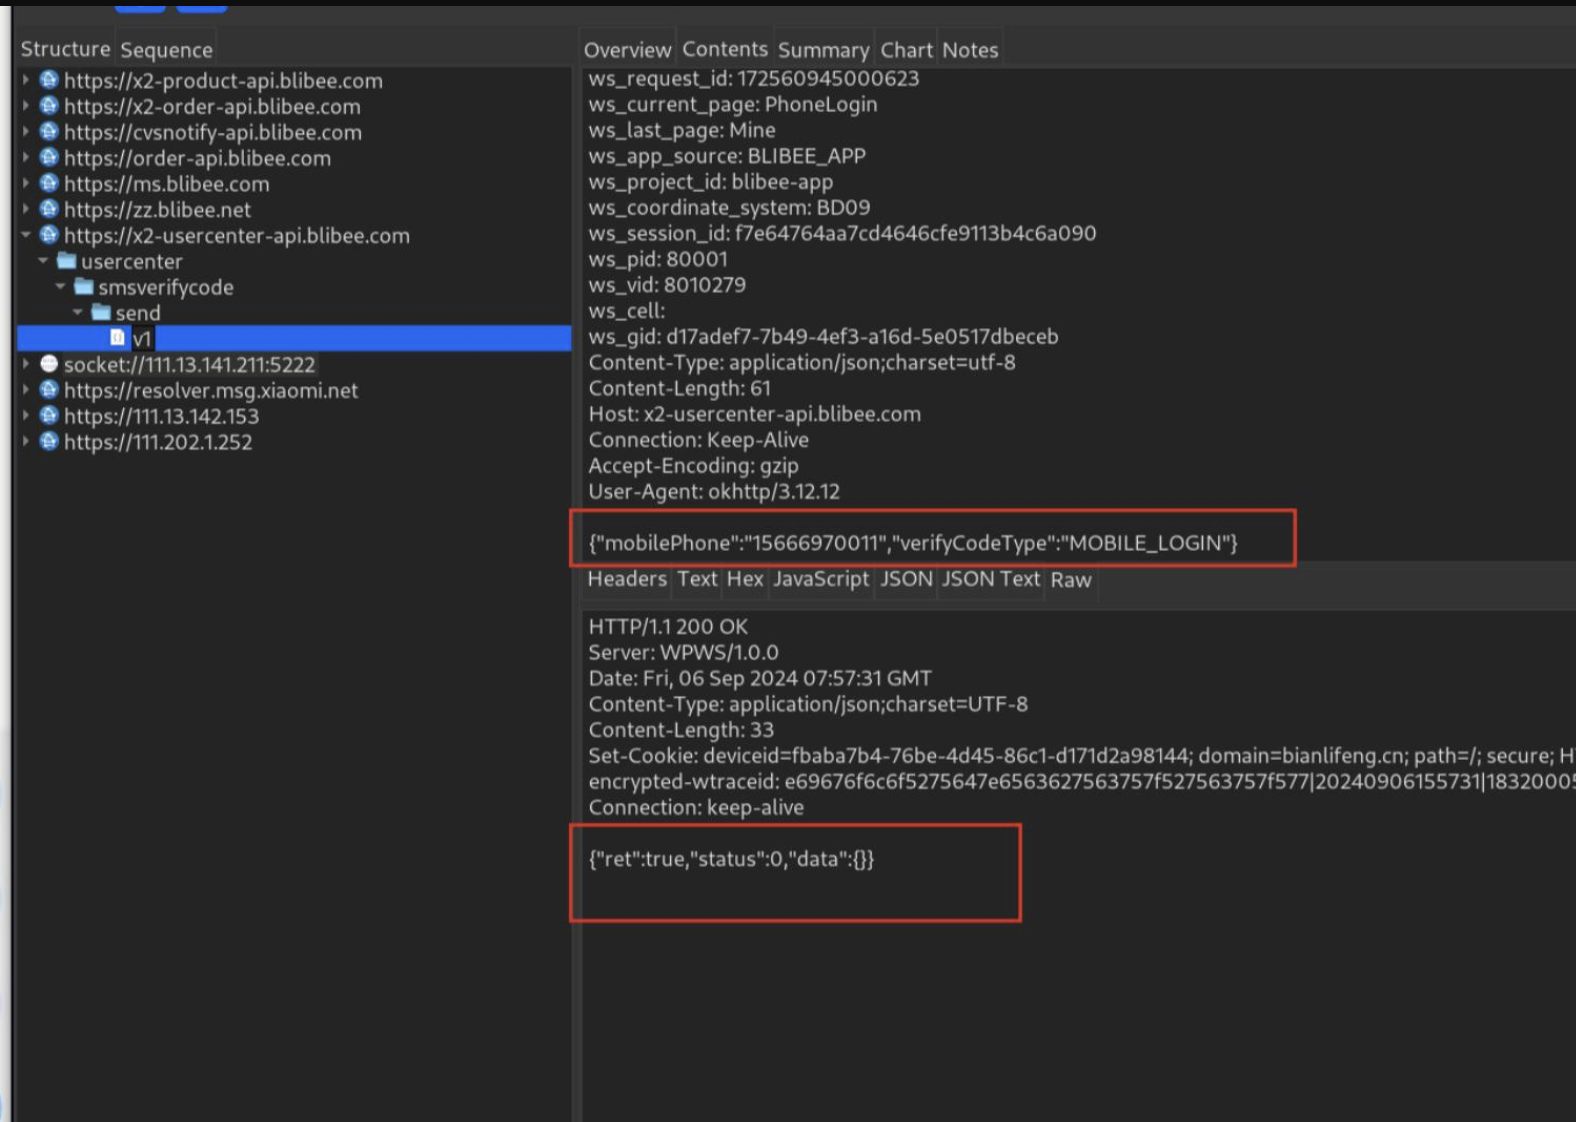 Structure Sequence
https://x2-product-api.blibee.com
https://x2-order-api.blibee.com
https://cvsnotify-api.blibee.com
https://order-api.blibee.com
https://ms.blibee.com
https://zz.blibee.net
https://x2-usercenter-api.blibee.com
usercenter
smsverifycode
send
v1
socket://111.13.141.211:5222
https://resolver.msg.xiaomi.net
https://111.13.142.153
https://111.202.1.252
Overview Contents Summary Chart Notes
ws_request_id: 172560945000623
ws_current_page: PhoneLogin
ws_last_page: Mine
ws_app_source: BLIBEE_APP
ws_project_id: blibee-app
ws_coordinate_system: BD09
ws_session_id: f7e64764aa7cd4646cfe9113b4c6a090
ws_pid: 80001
ws_vid: 8010279
ws_cell:
ws_gid: d17adef7-7b49-4ef3-a16d-5e0517dbeceb
Content-Type: application/json;charset=utf-8
Content-Length: 61
Host: x2-usercenter-api.blibee.com
Connection: Keep-Alive
Accept-Encoding: gzip
User-Agent: okhttp/3.12.12
{"mobilePhone":"15666970011","verifyCodeType":"MOBILE_LOGIN"}
Headers Text Hex JavaScript JSON JSON Text Raw
HTTP/1.1 200 OK
Server: WPWS/1.0.0
Date: Fri, 06 Sep 2024 07:57:31 GMT
Content-Type: application/json;charset=UTF-8
Content-Length: 33
Set-Cookie: deviceid=fbaba7b4-76be-4d45-86c1-d171d2a98144; domain=bianlifeng.cn; path=/; secure; H
encrypted-wtraceid: e69676f6c6f5275647e6563627563757f527563757f577|20240906155731|1832000
Connection: keep-alive
{"ret":true,"status":0,"data":{}}